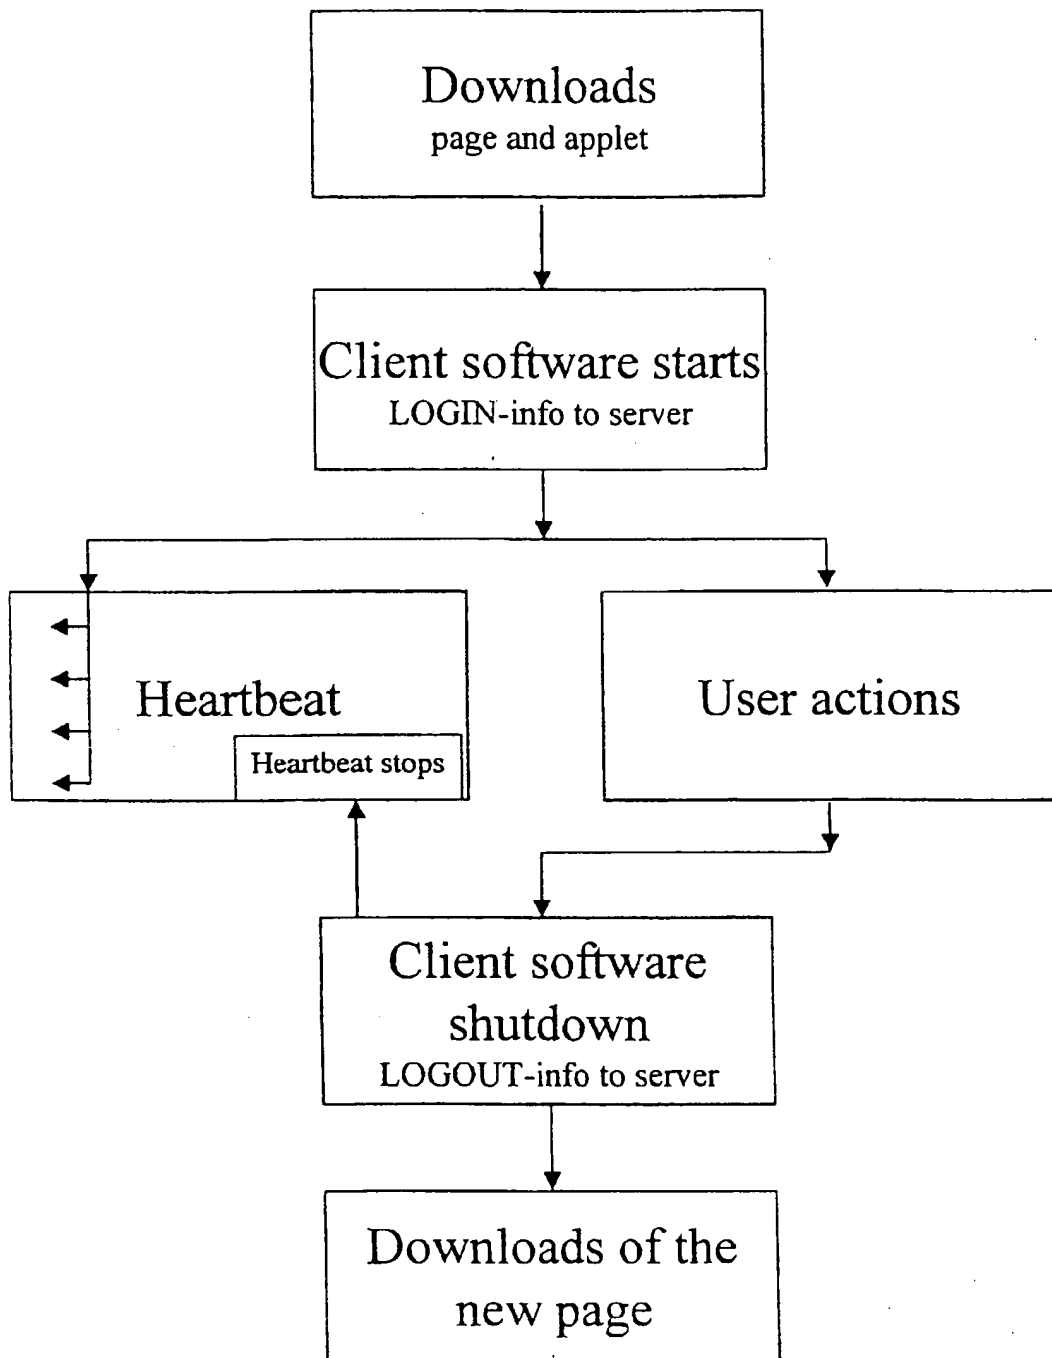 Downloads
page and applet
Client software starts
LOGIN-info to server
Heartbeat
Heartbeat stops
User actions
Client software
shutdown
LOGOUT-info to server
Downloads of the
new page